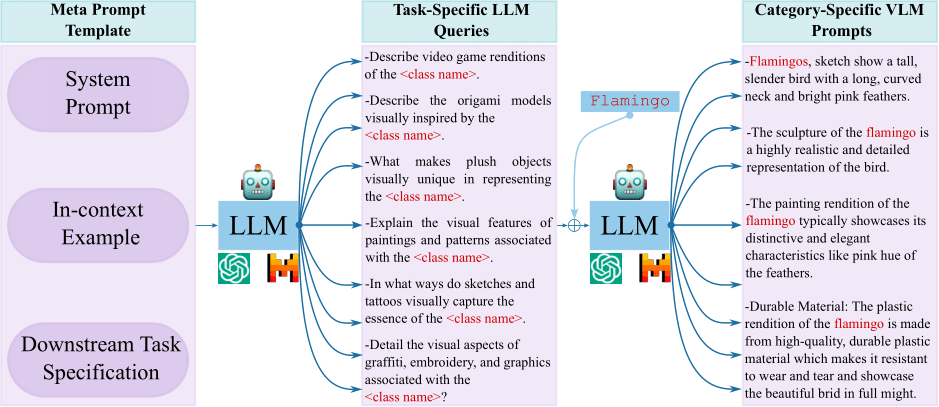 Meta Prompt
Template
System
Prompt
In-context
Example
Downstream Task
Specification
LLM
Task-Specific LLM
Queries
-Describe video game renditions
of the <class name>.
-Describe the origami models
visually inspired by the
<class name>.
-What makes plush objects
visually unique in representing
the <class name>.
-Explain the visual features of
paintings and patterns associated
with the <class name>.
-In what ways do sketches and
tattoos visually capture the
essence of the <class name>.
-Detail the visual aspects of
graffiti, embroidery, and graphics
associated with the
<class name>?
Flamingo
LLM
Category-Specific VLM
Prompts
-Flamingos, sketch show a tall,
slender bird with a long, curved
neck and bright pink feathers.
-The sculpture of the flamingo is
a highly realistic and detailed
representation of the bird.
-The painting rendition of the
flamingo typically showcases its
distinctive and elegant
characteristics like pink hue of
the feathers.
-Durable Material: The plastic
rendition of the flamingo is made
from high-quality, durable plastic
material which makes it resistant
to wear and tear and showcase
the beautiful brid in full might.